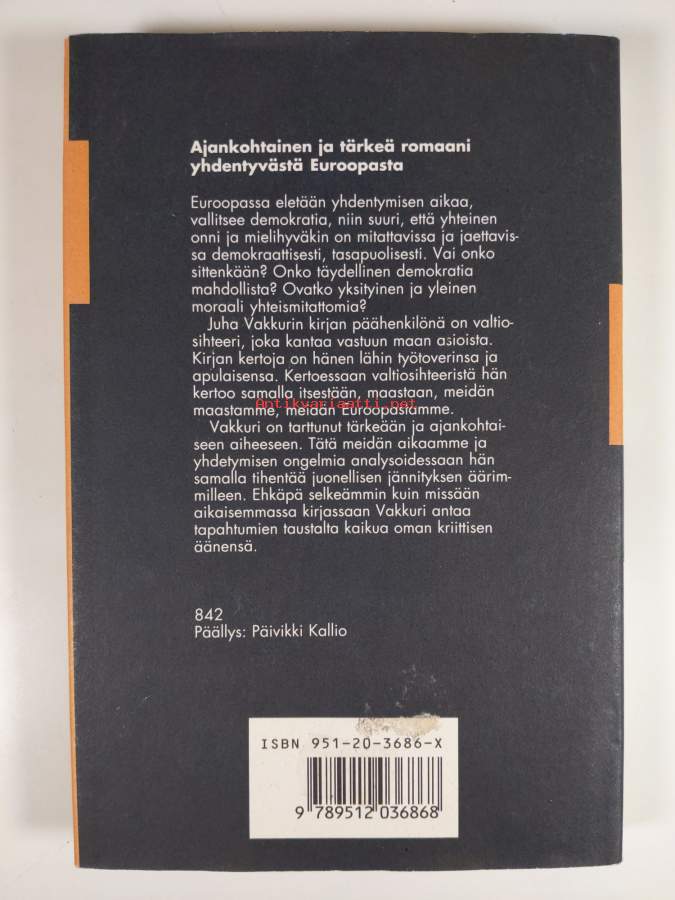 Ajankohtainen ja tärkeä romaani
yhdentyvästä Euroopasta
Euroopassa eletään yhdentymisen aikaa,
vallitsee demokratia, niin suuri, että yhteinen
onni ja mielihyväkin on mitattavissa ja jaettavis-
sa demokraattisesti, tasapuolisesti. Vai onko
sittenkään? Onko täydellinen demokratia
mahdollista? Ovatko yksityinen ja yleinen
moraali yhteismitattomia?
Juha Vakkurin kirjan päähenkilönä on valtio-
sihteeri, joka kantaa vastuun maan asioista.
Kirjan kertoja on hänen lähin työtoverinsa ja
apulaisensa. Kertoessaan valtiosihteeristä hän
kertoo samalla itsestään, maastaan, meidän
Antikvariaatti.net
maastamme, meidän Euroopastamme.
Vakkuri on tarttunut tärkeään ja ajankohtai-
seen aiheeseen. Tätä meidän aikaamme ja
yhdetymisen ongelmia analysoidessaan hän
samalla tihentää juonellisen jännityksen äärim-
milleen. Ehkäpä selkeämmin kuin missään
aikaisemmassa kirjassaan Vakkuri antaa
tapahtumien taustalta kaikua oman kriittisen
äänensä.
842
Päällys: Päivikki Kallio
ISBN 951-20-3686-X
9 789512 036868